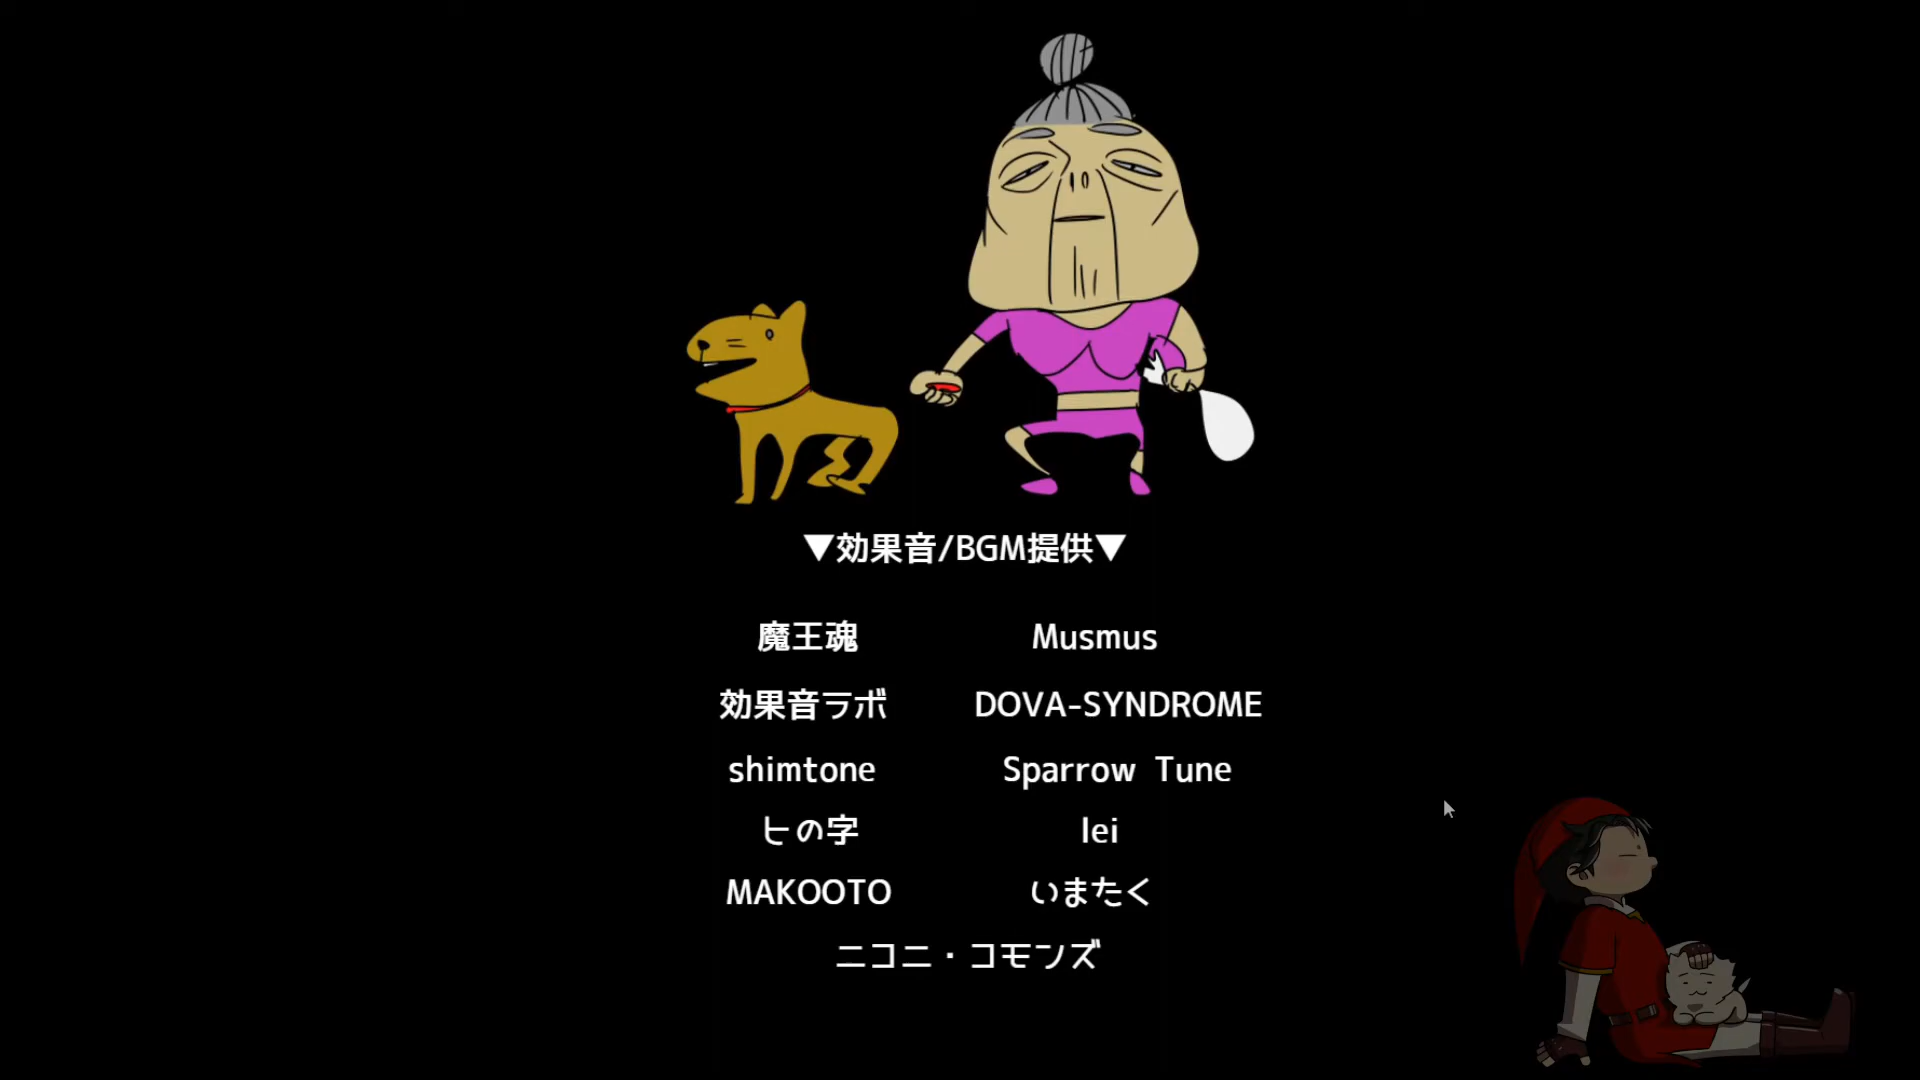 ▼効果音/BGM提供▼
魔王魂 Musmus
効果音ラボ DOVA-SYNDROME
shimtone Sparrow Tune
ヒの字 lei
MAKOOTO いまたく
ニコニ・コモンズ